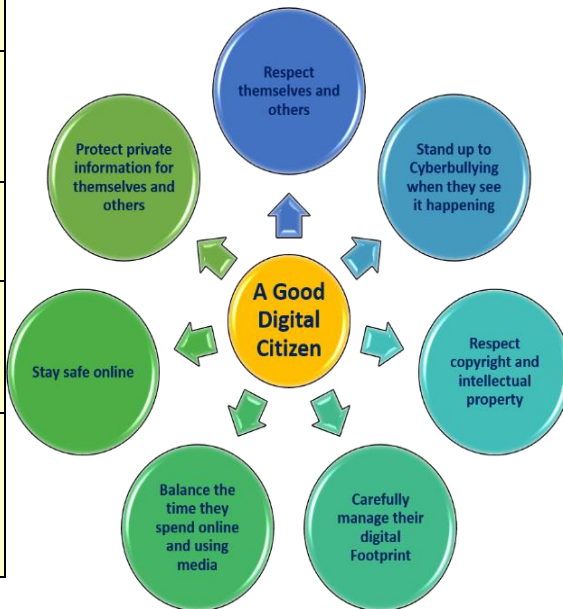 A Good
Digital
Citizen
Respect
themselves and
others
Stand up to
Cyberbullying
when they see
it happening
Respect
copyright and
intellectual
property
Carefully
manage their
digital
Footprint
Balance the
time they
spend online
and using
media
Stay safe online
Protect private
information for
themselves and
others